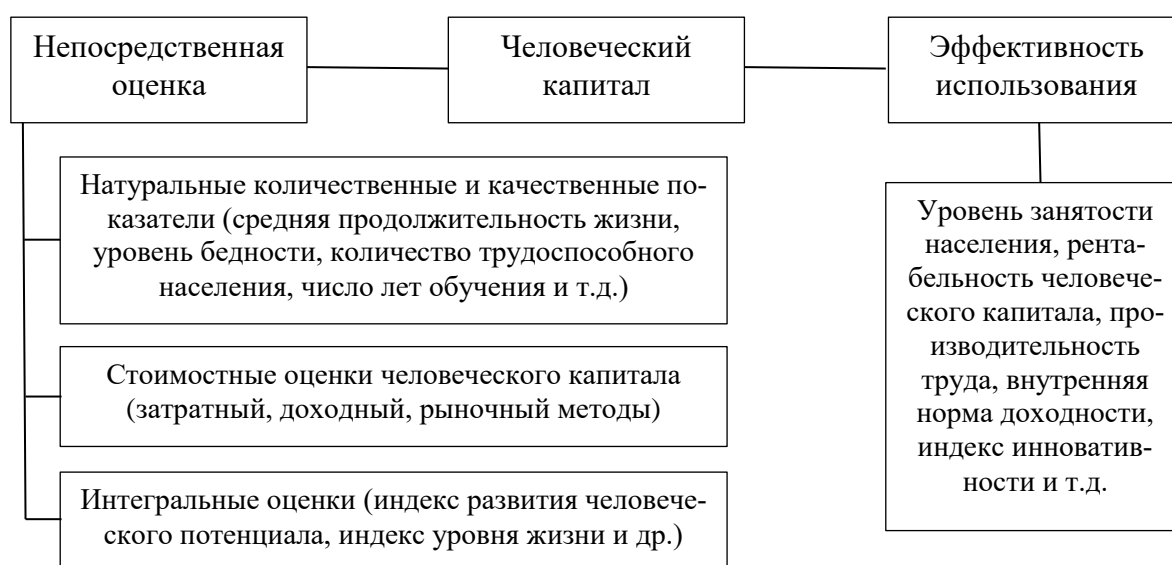 Непосредственная
оценка
Человеческий
капитал
Эффективность
использования
Натуральные количественные и качественные по-
казатели (средняя продолжительность жизни,
уровень бедности, количество трудоспособного
населения, число лет обучения и т.д.)
Стоимостные оценки человеческого капитала
(затратный, доходный, рыночный методы)
Интегральные оценки (индекс развития человече-
ского потенциала, индекс уровня жизни и др.)
Уровень занятости
населения, рента-
бельность человече-
ского капитала, про-
изводительность
труда, внутренняя
норма доходности,
индекс инноватив-
ности и т.д.